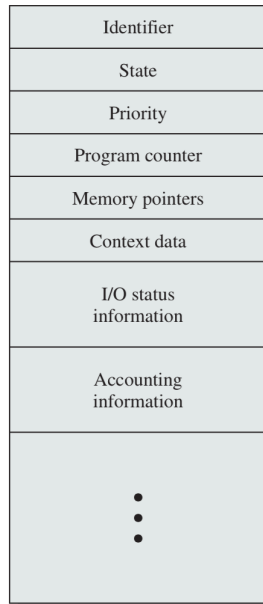 Identifier
State
Priority
Program counter
Memory pointers
Context data
I/O status
information
Accounting
information